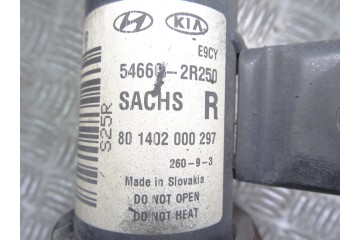 KIA
E9CY
54660-2R250
SACHS R
80 1402 000 297
260-9-3
Made in Slovakia
DO NOT OPEN
DO NOT HEAT
S25R